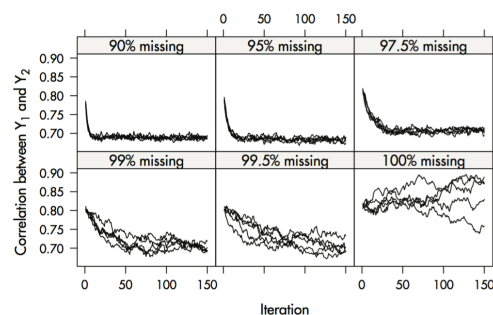 0 50 100 150
90% missing 95% missing 97.5% missing
0.90
0.85
0.80
0.75
0.70
99% missing 99.5% missing 100% missing
0.90
0.85
0.80
0.75
0.70
0 50 100 150 0 50 100 150
Correlation between Y1 and Y2
Iteration